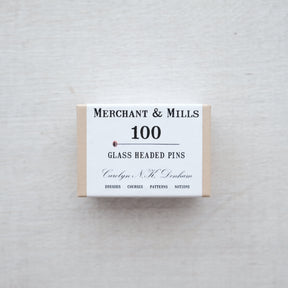 MERCHANT & MILLS
100
GLASS HEADED PINS
Carolyn N.K. Denham
DESIGNS COURSES PATTERNS NOTIONS